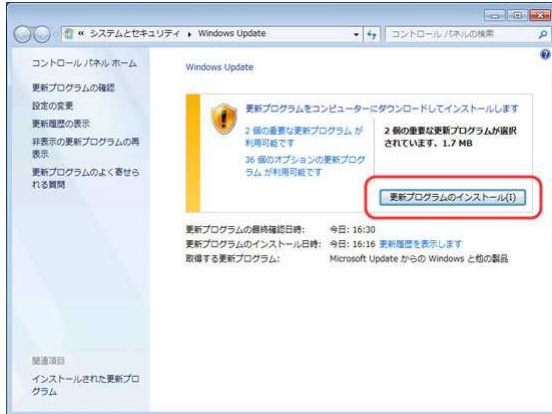 « システムとセキュリティ ▸ Windows Update
コントロール パネルの検索
コントロール パネル ホーム
更新プログラムの確認
設定の変更
更新履歴の表示
非表示の更新プログラムの再
表示
更新プログラムのよく寄せら
れる質問
Windows Update
更新プログラムをコンピューターにダウンロードしてインストールします
2 個の重要な更新プログラム が
利用可能です
36 個のオプションの更新プログ
ラム が利用可能です
2 個の重要な更新プログラムが選択
されています、1.7 MB
更新プログラムのインストール(I)
更新プログラムの最終確認日時: 今日: 16:30
更新プログラムのインストール日時: 今日: 16:16 更新履歴を表示します
取得する更新プログラム: Microsoft Update からの Windows と他の製品
関連項目
インストールされた更新プロ
グラム